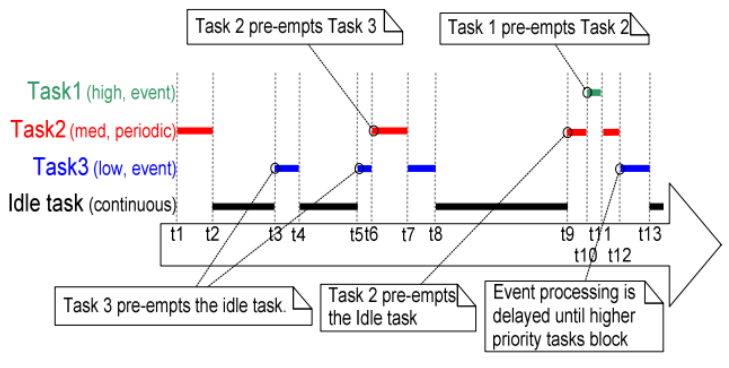 Task 2 pre-empts Task 3
Task 1 pre-empts Task 2
Task1 (high, event)
Task2 (med, periodic)
Task3 (low, event)
Idle task (continuous)
t1 t2 t3 t4 t5 t6 t7 t8 t9 t11 t13
t10 t12
Task 3 pre-empts the idle task.
Task 2 pre-empts
the Idle task
Event processing is
delayed until higher
priority tasks block